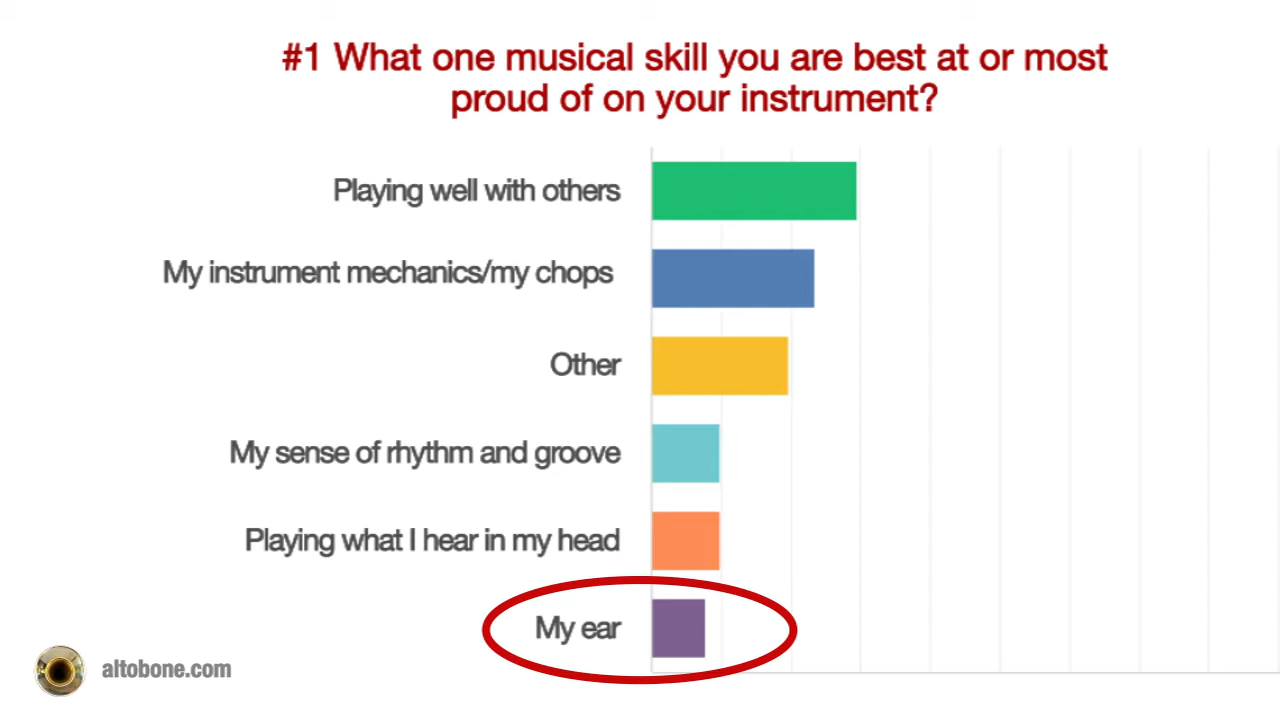 #1 What one musical skill you are best at or most
proud of on your instrument?
Playing well with others
My instrument mechanics/my chops
Other
My sense of rhythm and groove
Playing what I hear in my head
My ear
altobone.com